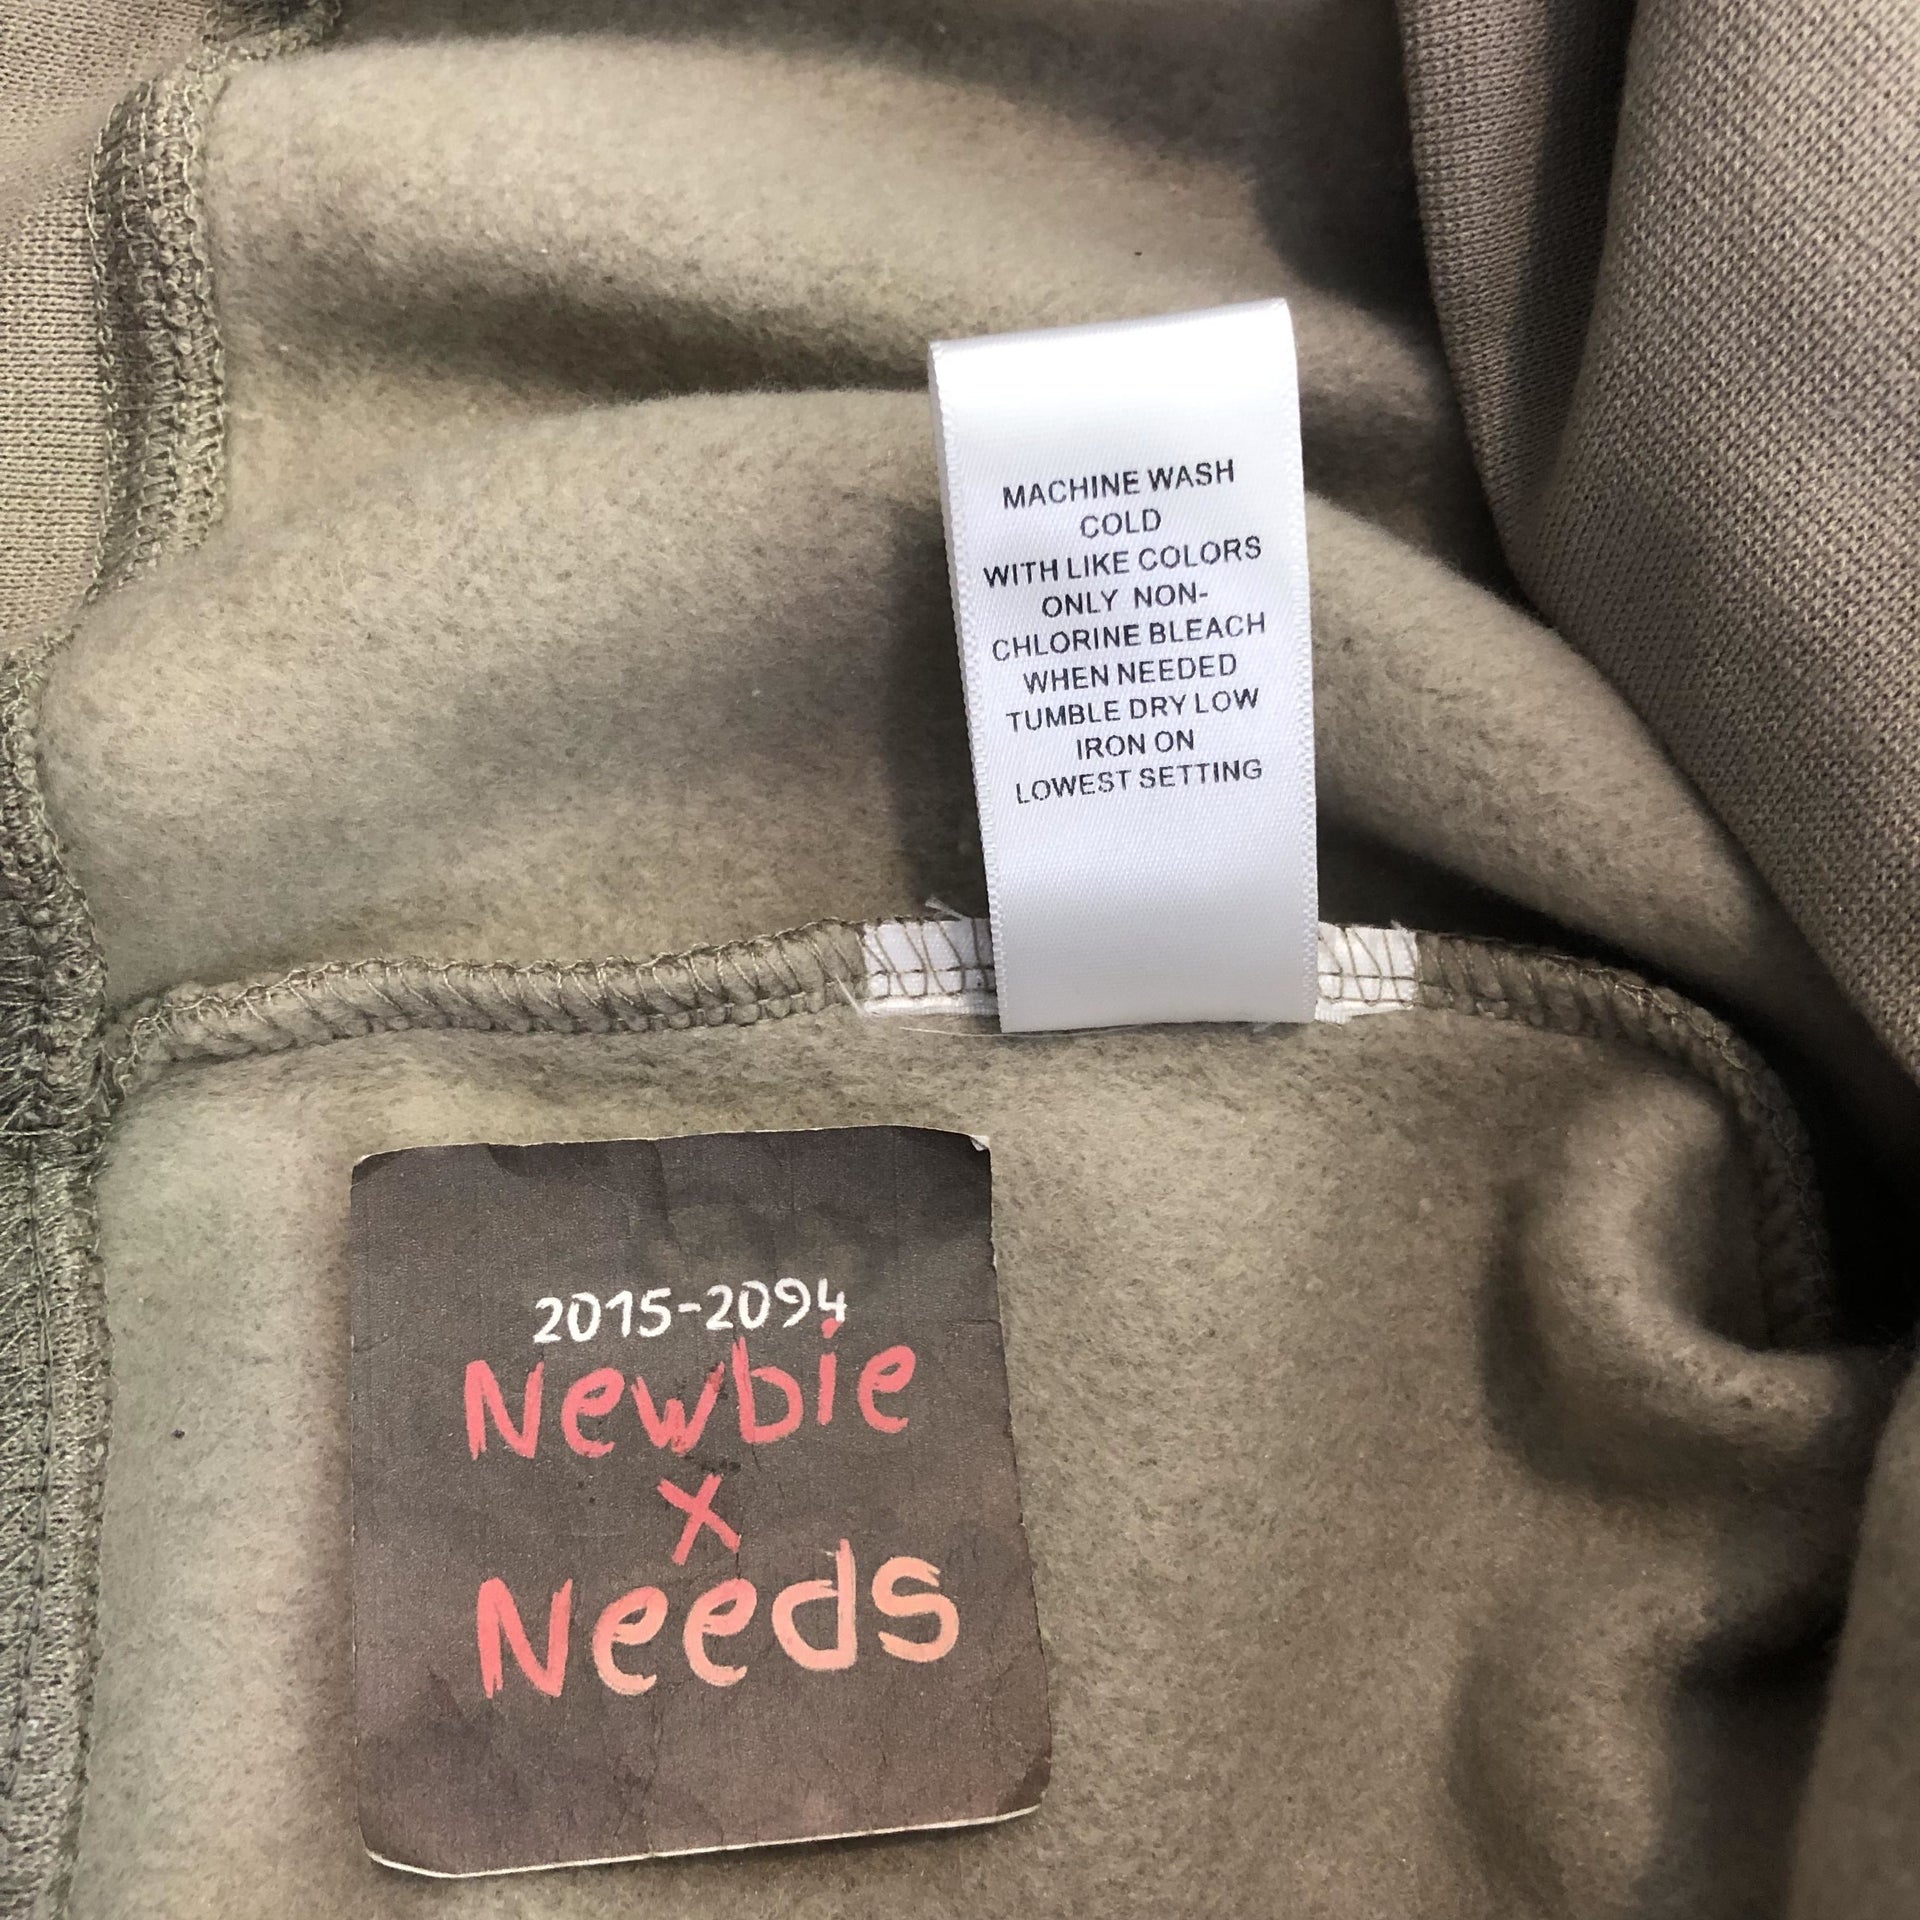 MACHINE WASH
COLD
WITH LIKE COLORS
ONLY NON-
CHLORINE BLEACH
WHEN NEEDED
TUMBLE DRY LOW
IRON ON
LOWEST SETTING
2015-2094
Newbie
x
Needs